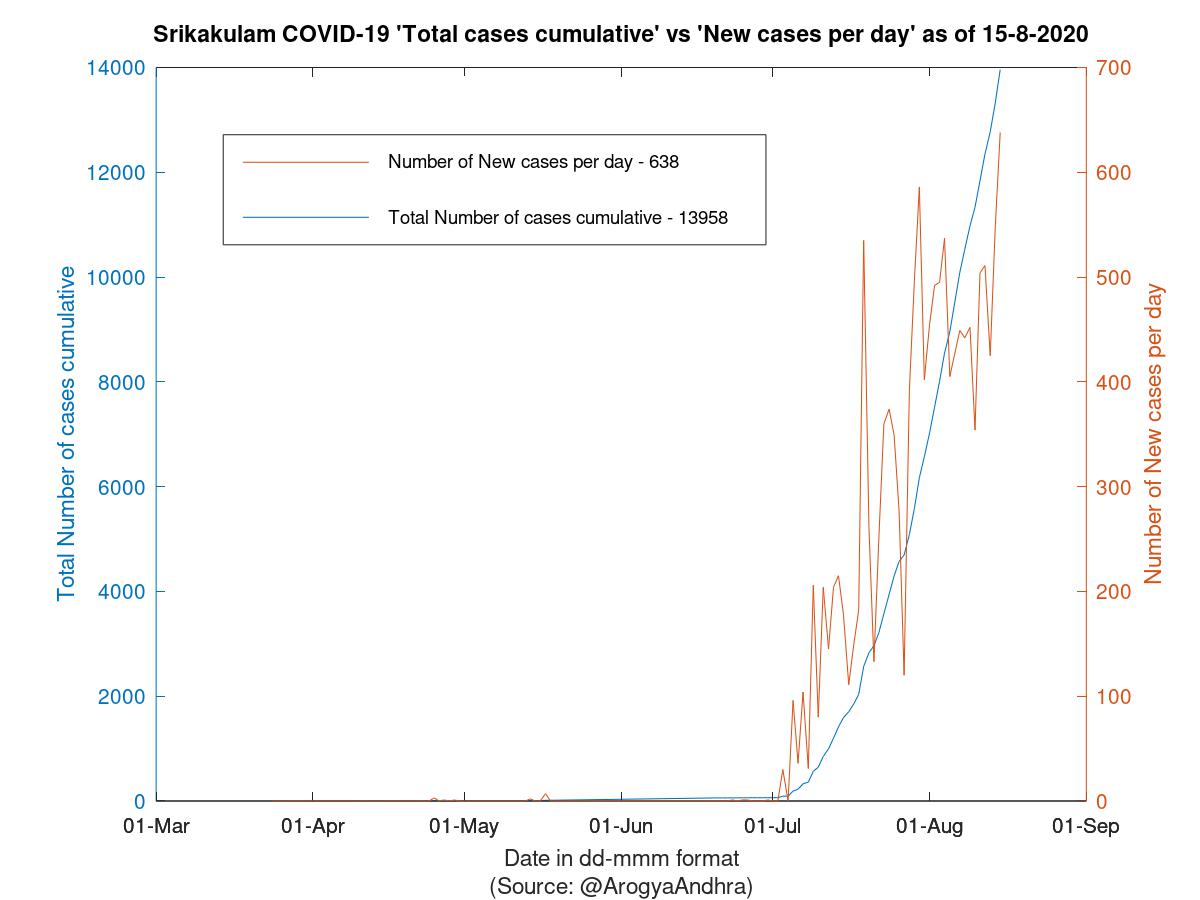 Srikakulam COVID-19 'Total cases cumulative' vs 'New cases per day' as of 15-8-2020
14000
12000
10000
8000
6000
4000
2000
0
Total Number of cases cumulative
Number of New cases per day - 638
Total Number of cases cumulative - 13958
700
600
500
400
300
200
100
0
Number of New cases per day
01-Mar 01-Apr 01-May 01-Jun 01-Jul 01-Aug 01-Sep
Date in dd-mmm format
(Source: @ArogyaAndhra)